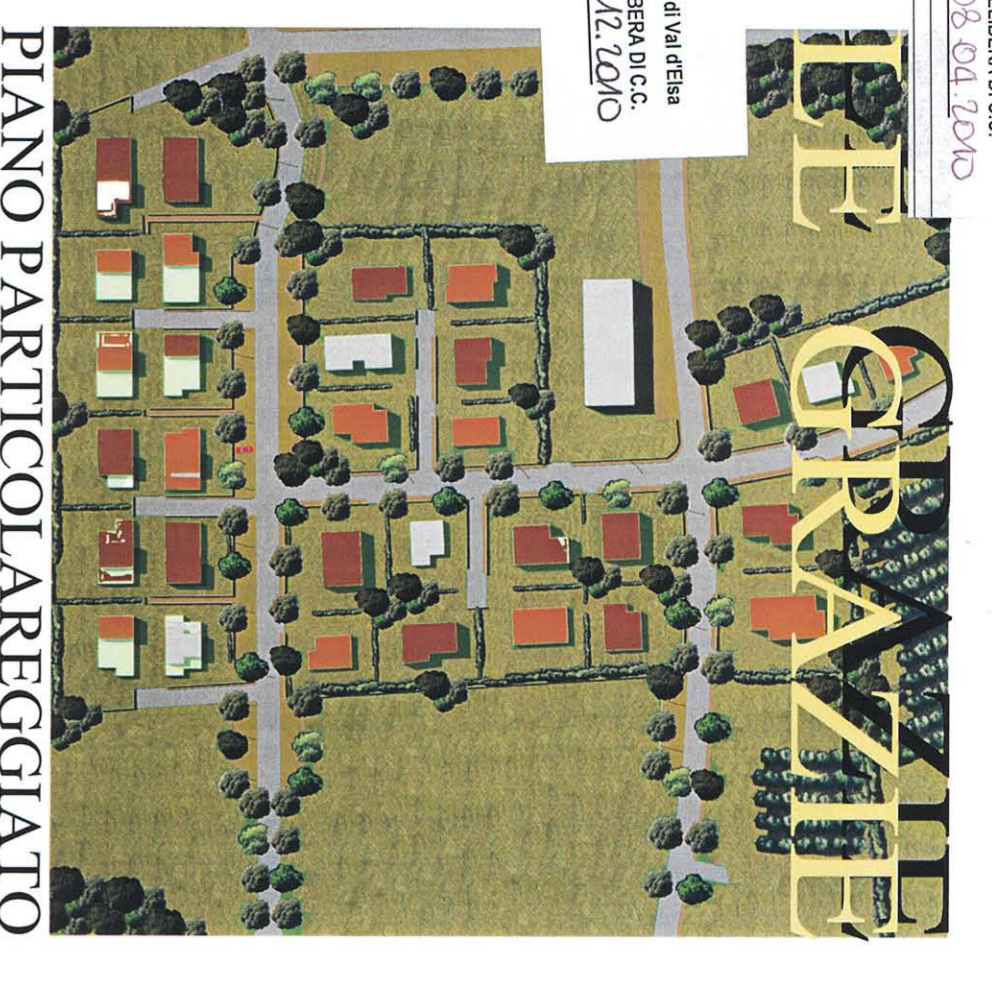 08 04.2010
LE GRAZIE
di Val d'Elsa
BERA DI C.C.
12.2010
PIANO PARTICOLAREGGIATO